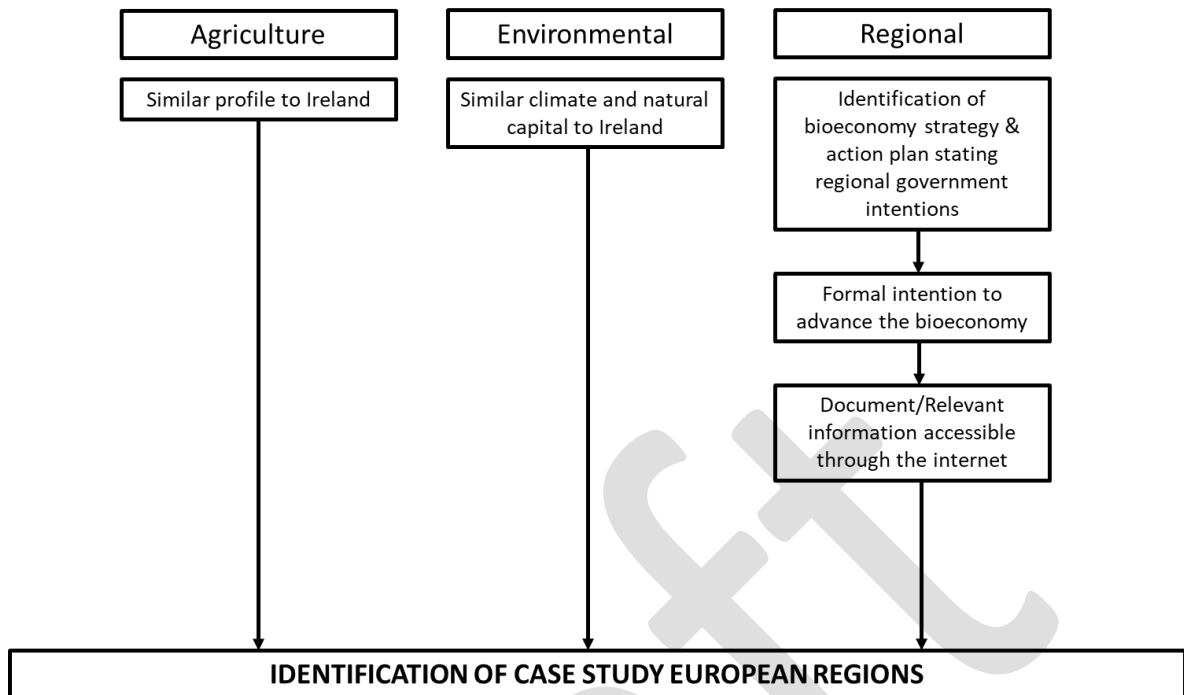 Agriculture
Environmental
Regional
Similar profile to Ireland
Similar climate and natural
capital to Ireland
Identification of
bioeconomy strategy &
action plan stating
regional government
intentions
Formal intention to
advance the bioeconomy
Document/Relevant
information accessible
through the internet
IDENTIFICATION OF CASE STUDY EUROPEAN REGIONS
ft